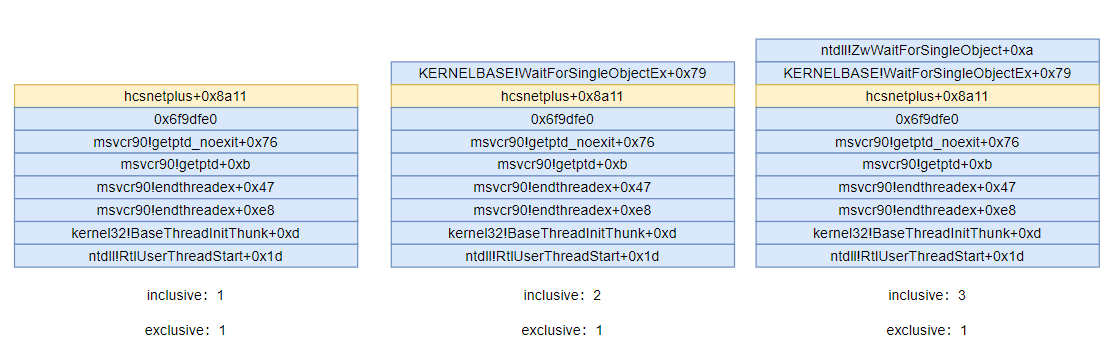 hcsnetplus+0x8a11
0x6f9dfe0
msvcr90!getptd_noexit+0x76
msvcr90!getptd+0xb
msvcr90!endthreadex+0x47
msvcr90!endthreadex+0xe8
kernel32!BaseThreadInitThunk+0xd
ntdll!RtlUserThreadStart+0x1d
inclusive: 1
exclusive: 1
KERNELBASE!WaitForSingleObjectEx+0x79
hcsnetplus+0x8a11
0x6f9dfe0
msvcr90!getptd_noexit+0x76
msvcr90!getptd+0xb
msvcr90!endthreadex+0x47
msvcr90!endthreadex+0xe8
kernel32!BaseThreadInitThunk+0xd
ntdll!RtlUserThreadStart+0x1d
inclusive: 2
exclusive: 1
ntdll!ZwWaitForSingleObject+0xa
KERNELBASE!WaitForSingleObjectEx+0x79
hcsnetplus+0x8a11
0x6f9dfe0
msvcr90!getptd_noexit+0x76
msvcr90!getptd+0xb
msvcr90!endthreadex+0x47
msvcr90!endthreadex+0xe8
kernel32!BaseThreadInitThunk+0xd
ntdll!RtlUserThreadStart+0x1d
inclusive: 3
exclusive: 1